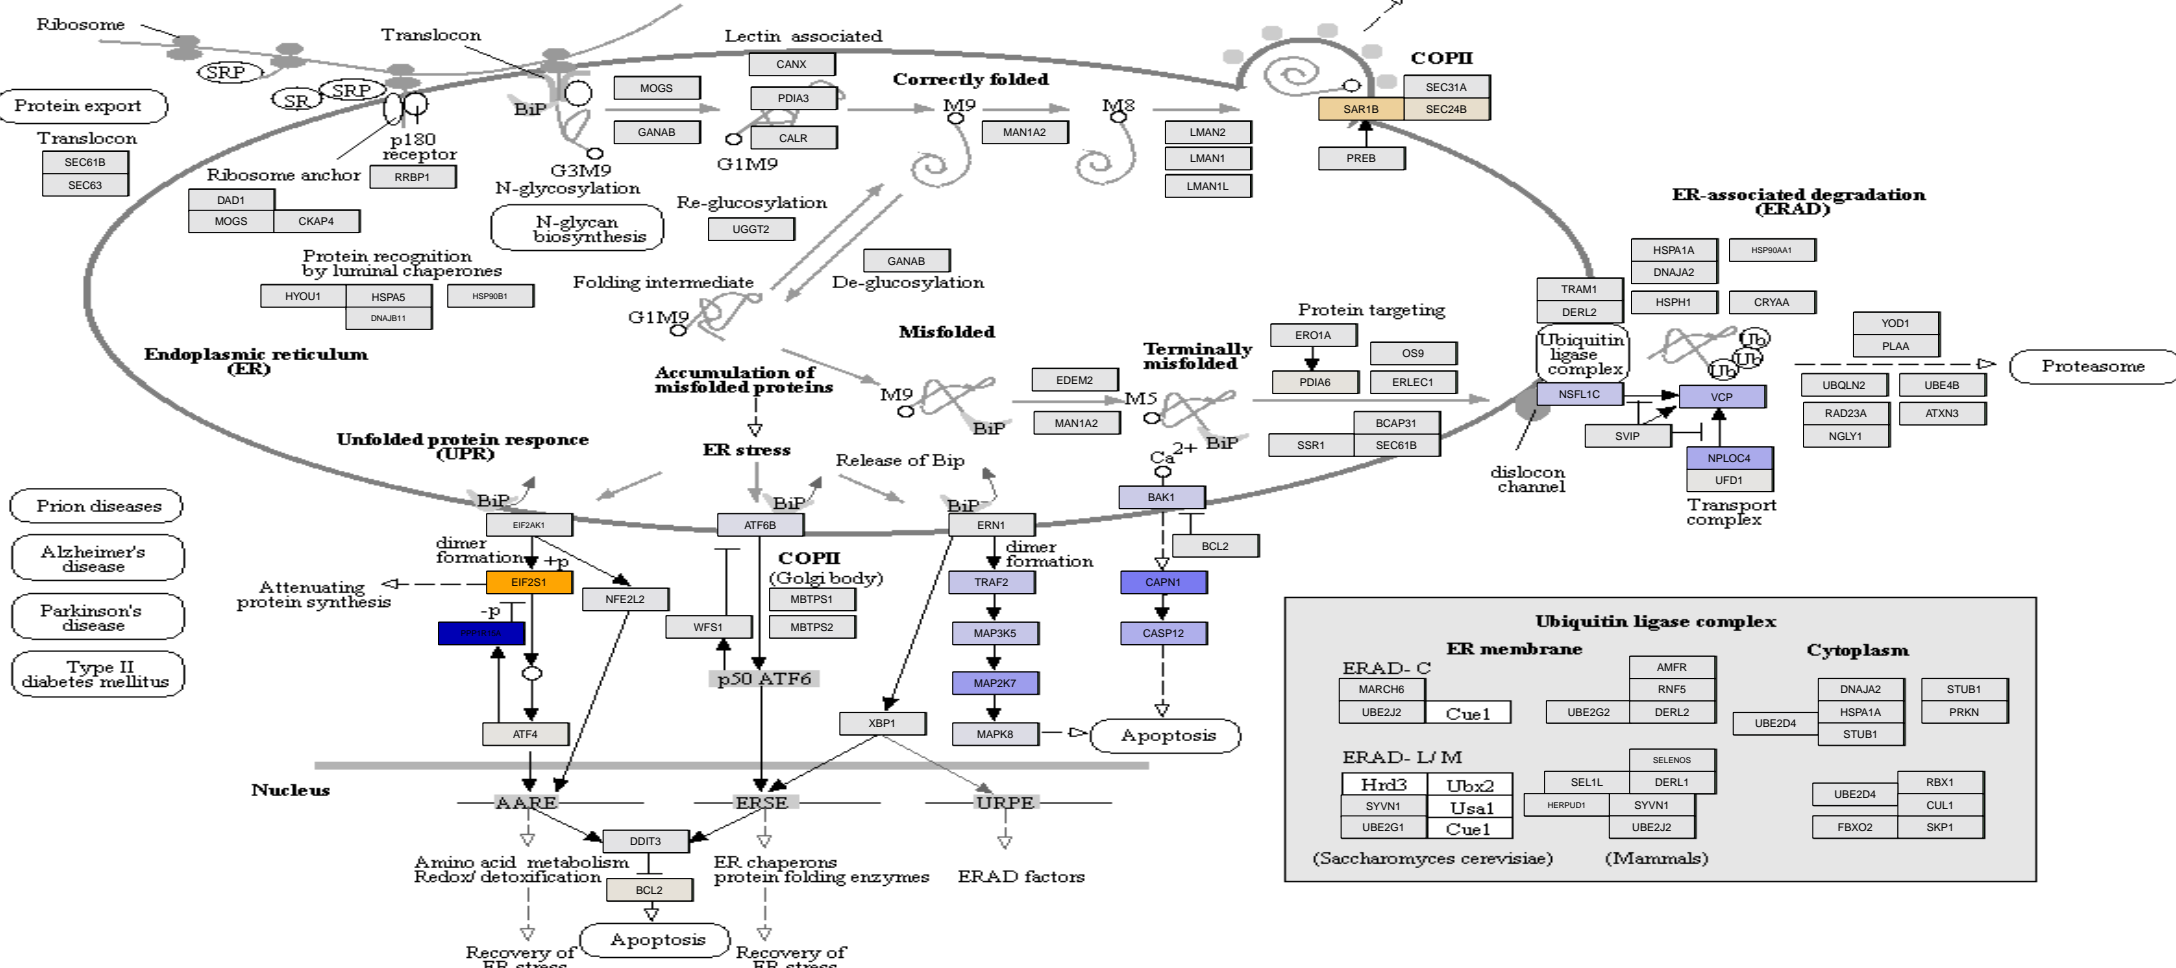 Ribosome
Translocon
Lectin associated
CANX
Correctly folded
COPII
SRP
SRP
SR
Protein export
BiP
MOGS
PDIA3
M9
M8
SEC31A
SAR1B
SEC24B
Translocon
p180
receptor
GANAB
CALR
G1M9
MAN1A2
LMAN2
LMAN1
LMAN1L
PREB
SEC61B
SEC63
Ribosome anchor
RRBP1
G3M9
N-glycosylation
DAD1
MOGS
CKAP4
N-glycan
biosynthesis
Re-glucosylation
UGGT2
ER-associated degradation
(ERAD)
Protein recognition
by luminal chaperones
HYOU1
HSPA5
HSP90B1
DNAJB11
Folding intermediate
G1M9
GANAB
De-glucosylation
HSPA1A
HSP90AA1
DNAJA2
HSPH1
CRYAA
TRAM1
DERL2
Ubiquitin
ligase
complex
Ub
Ub
Ub
YOD1
PLAA
Proteasome
Endoplasmic reticulum
(ER)
Misfolded
Protein targeting
ERO1A
PDIA6
OS9
ERLEC1
Terminally
misfolded
Accumulation of
misfolded proteins
M9
BiP
EDEM2
MAN1A2
M5
BiP
NSFL1C
VCP
SVIP
NPLOC4
UFD1
Transport
complex
UBQLN2
UBE4B
RAD23A
ATXN3
NGLY1
BCAP31
SSR1
SEC61B
dislocon
channel
Unfolded protein responce
(UPR)
ER stress
Release of Bip
Ca2+
BAK1
BCL2
BiP
BiP
BiP
Prion diseases
Alzheimer's
disease
Parkinson's
disease
Type II
diabetes mellitus
EIF2AK1
ATF6B
ERN1
dimer
formation
+p
EIF2S1
Attenuating
protein synthesis
-p
NFE2L2
ATF4
COPII
(Golgi body)
MBTPS1
MBTPS2
WFS1
p50 ATF6
dimer
formation
TRAF2
MAP3K5
MAP2K7
MAPK8
XBP1
CAPN1
CASP12
Apoptosis
Nucleus
AARE
ERSE
URPE
DDIT3
BCL2
Apoptosis
Amino acid metabolism
Redox/ detoxification
ER chaperons
protein folding enzymes
ERAD factors
Recovery of
ER stress
Recovery of
ER stress
Ubiquitin ligase complex
ER membrane
Cytoplasm
ERAD- C
MARCH6
UBE2J2
Cue1
AMFR
RNF5
UBE2G2
DERL2
DNAJA2
HSPA1A
UBE2D4
STUB1
STUB1
PRKN
ERAD- L/ M
Hrd3
Ubx2
SYVN1
Usa1
UBE2G1
Cue1
SELENOS
SEL1L
DERL1
HERPUD1
SYVN1
UBE2J2
UBE2D4
RBX1
CUL1
FBXO2
SKP1
(Saccharomyces cerevisiae)
(Mammals)